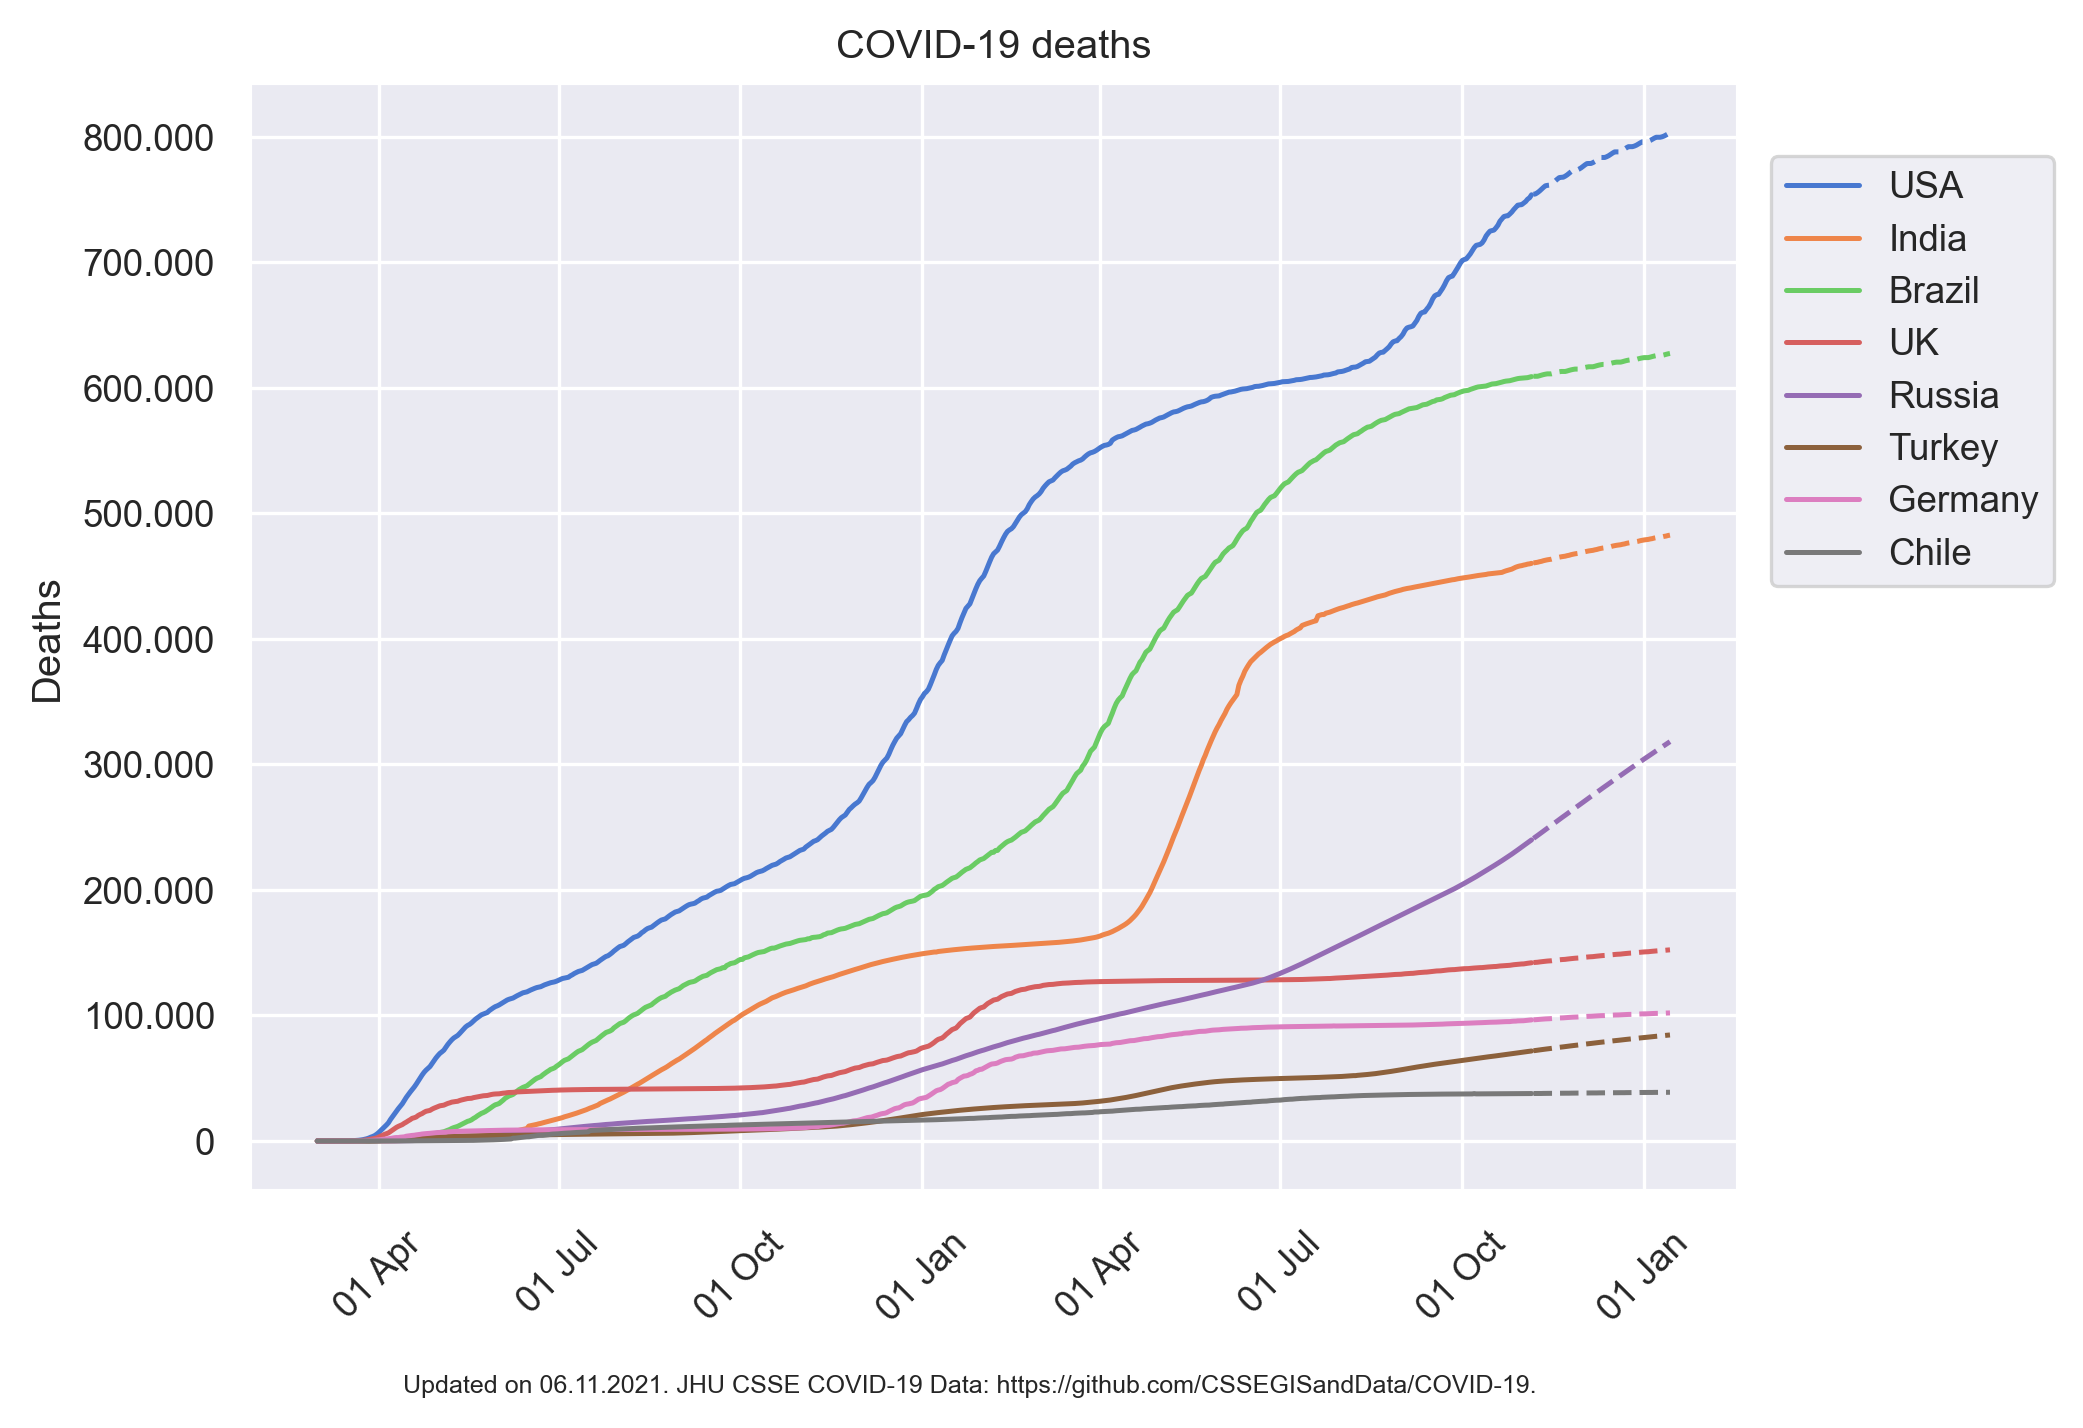 COVID-19 deaths
800.000
700.000
600.000
500.000
400.000
300.000
200.000
100.000
0
Deaths
USA
India
Brazil
UK
Russia
Turkey
Germany
Chile
01 Apr
01 Jul
01 Oct
01 Jan
01 Apr
01 Jul
01 Oct
01 Jan
Updated on 06.11.2021. JHU CSSE COVID-19 Data: https://github.com/CSSEGISandData/COVID-19.